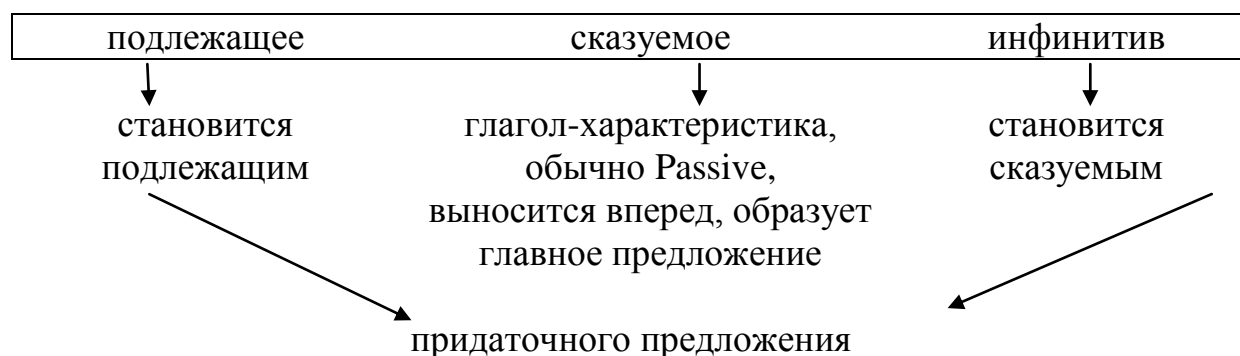 подлежащее сказуемое инфинитив
становится глагол-характеристика, становится
подлежащим обычно Passive, сказуемым
выносится вперед, образует
главное предложение
придаточного предложения